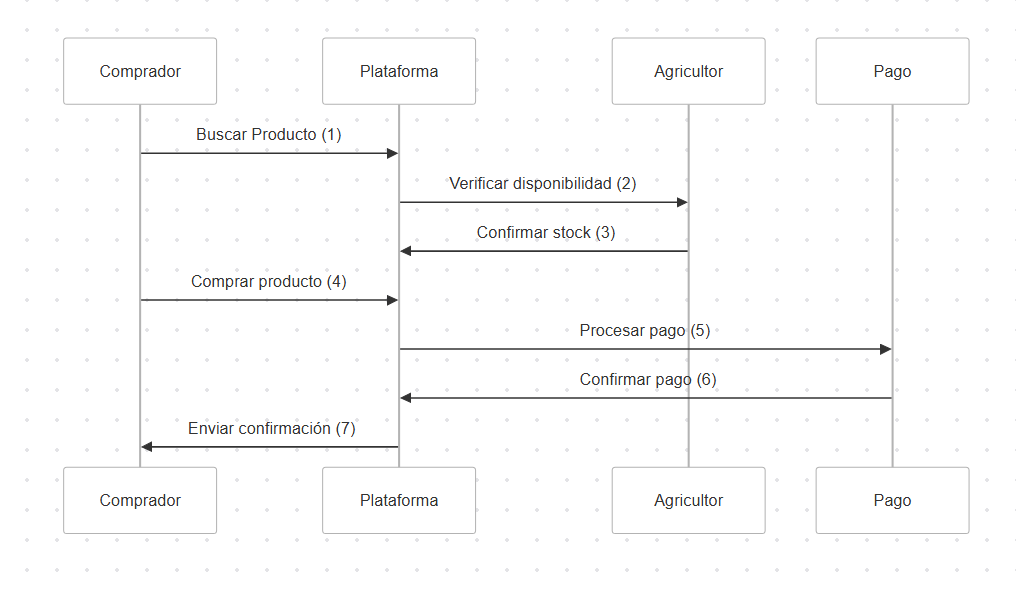 Comprador
Plataforma
Agricultor
Pago
Buscar Producto (1)
Verificar disponibilidad (2)
Confirmar stock (3)
Comprar producto (4)
Procesar pago (5)
Confirmar pago (6)
Enviar confirmación (7)
Comprador
Plataforma
Agricultor
Pago